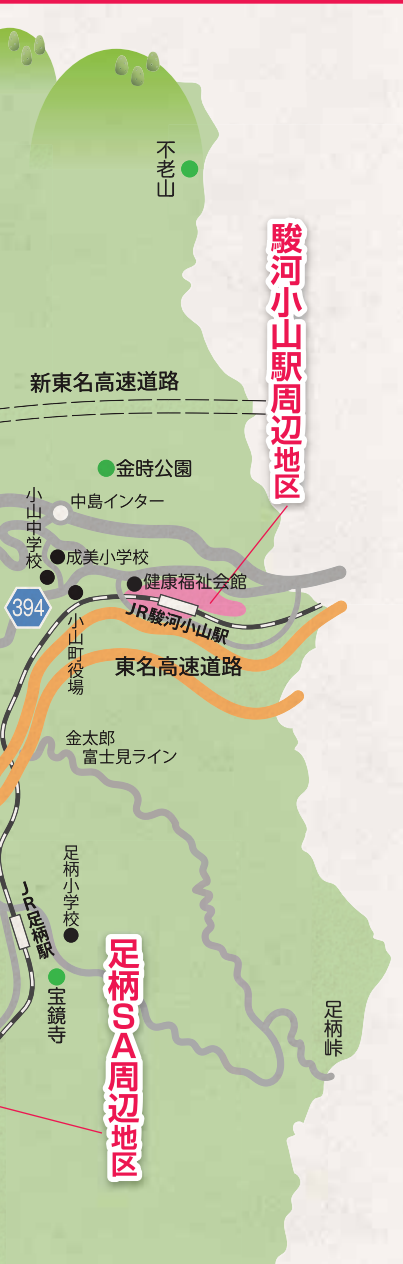 不老山
駿河小山駅周辺地区
新東名高速道路
金時公園
小山中学校
中島インター
成美小学校
健康福祉会館
394
JR駿河小山駅
小山町役場
東名高速道路
金太郎
富士見ライン
足柄小学校
JR足柄駅
足柄SA周辺地区
宝鏡寺
足柄峠